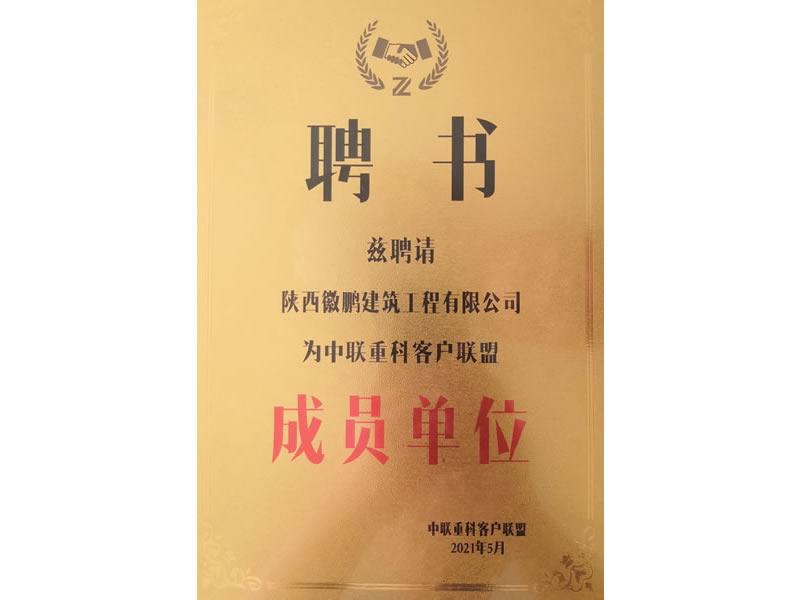 聘书
兹聘请
陕西徽鹏建筑工程有限公司
为中联重科客户联盟
成员单位
中联重科客户联盟
2021年5月